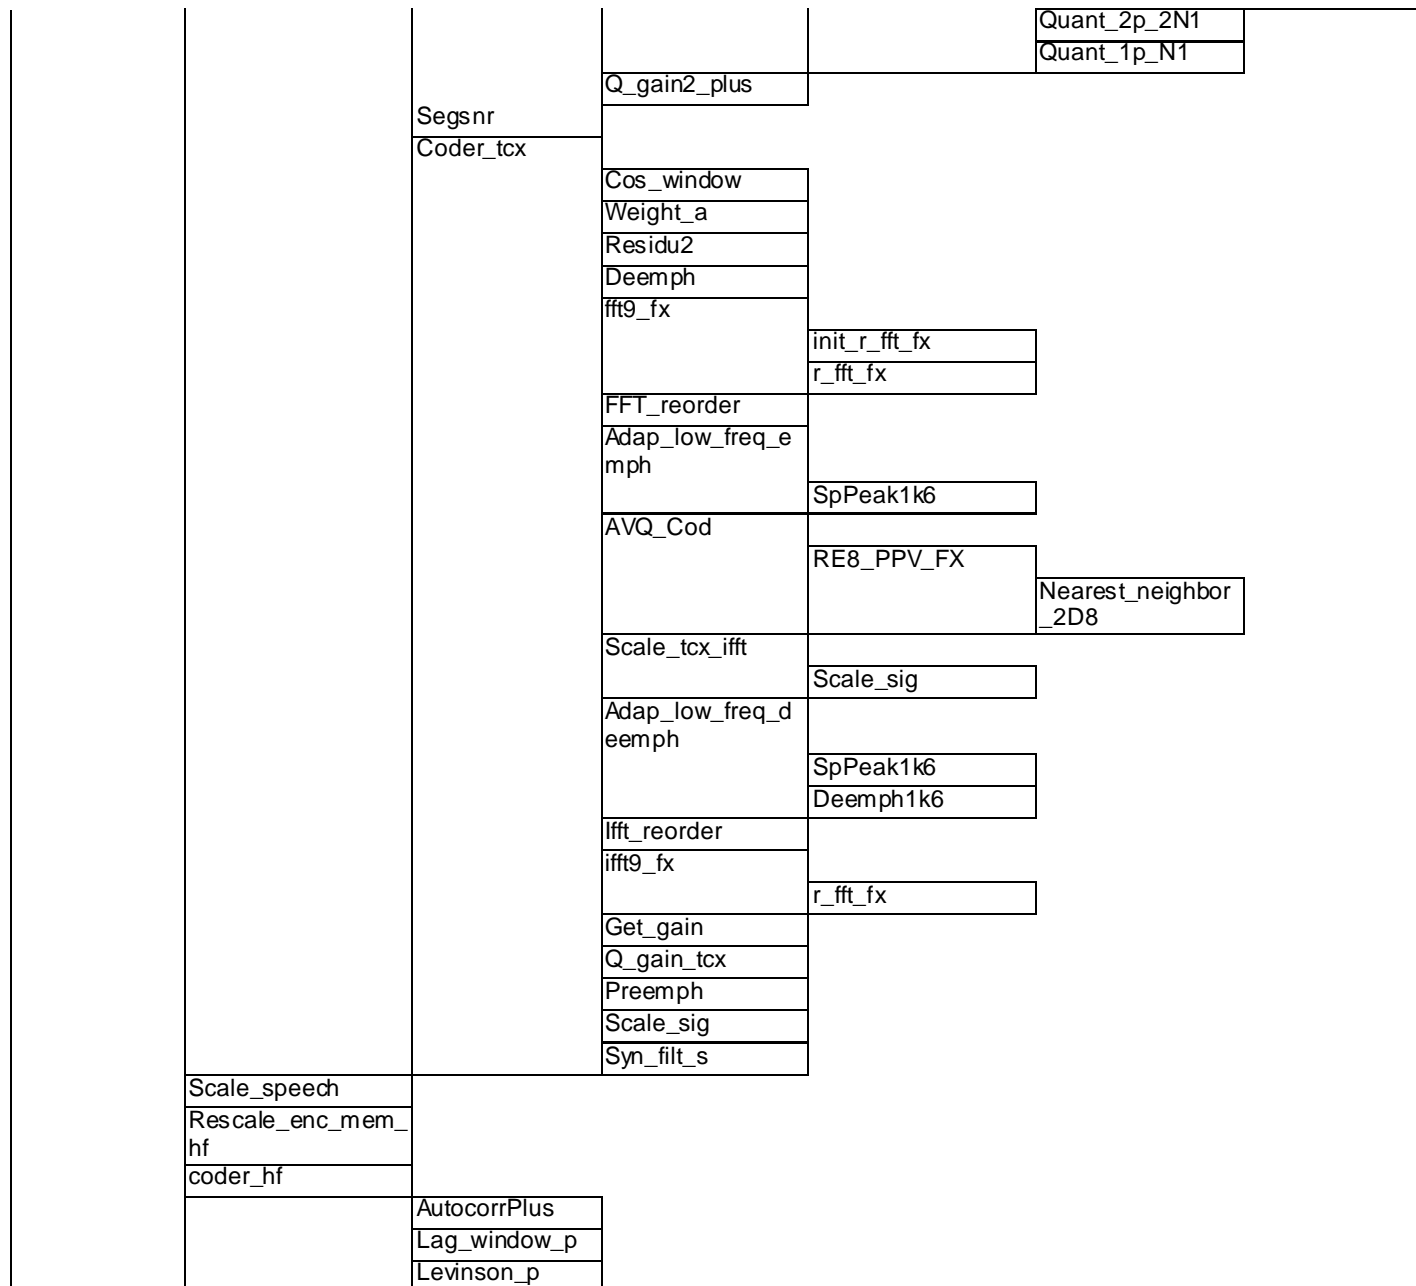 Quant_2p_2N1
Quant_1p_N1
Q_gain2_plus
Segsnr
Coder_tcx
Cos_window
Weight_a
Residu2
Deemph
fft9_fx
init_r_fft_fx
r_fft_fx
FFT_reorder
Adap_low_freq_e
mph
SpPeak1k6
AVQ_Cod
RE8_PPV_FX
Nearest_neighbor
_2D8
Scale_tcx_ifft
Scale_sig
Adap_low_freq_d
eemph
SpPeak1k6
Deemph1k6
Ifft_reorder
ifft9_fx
r_fft_fx
Get_gain
Q_gain_tcx
Preemph
Scale_sig
Syn_filt_s
Scale_speech
Rescale_enc_mem_
hf
coder_hf
AutocorrPlus
Lag_window_p
Levinson_p